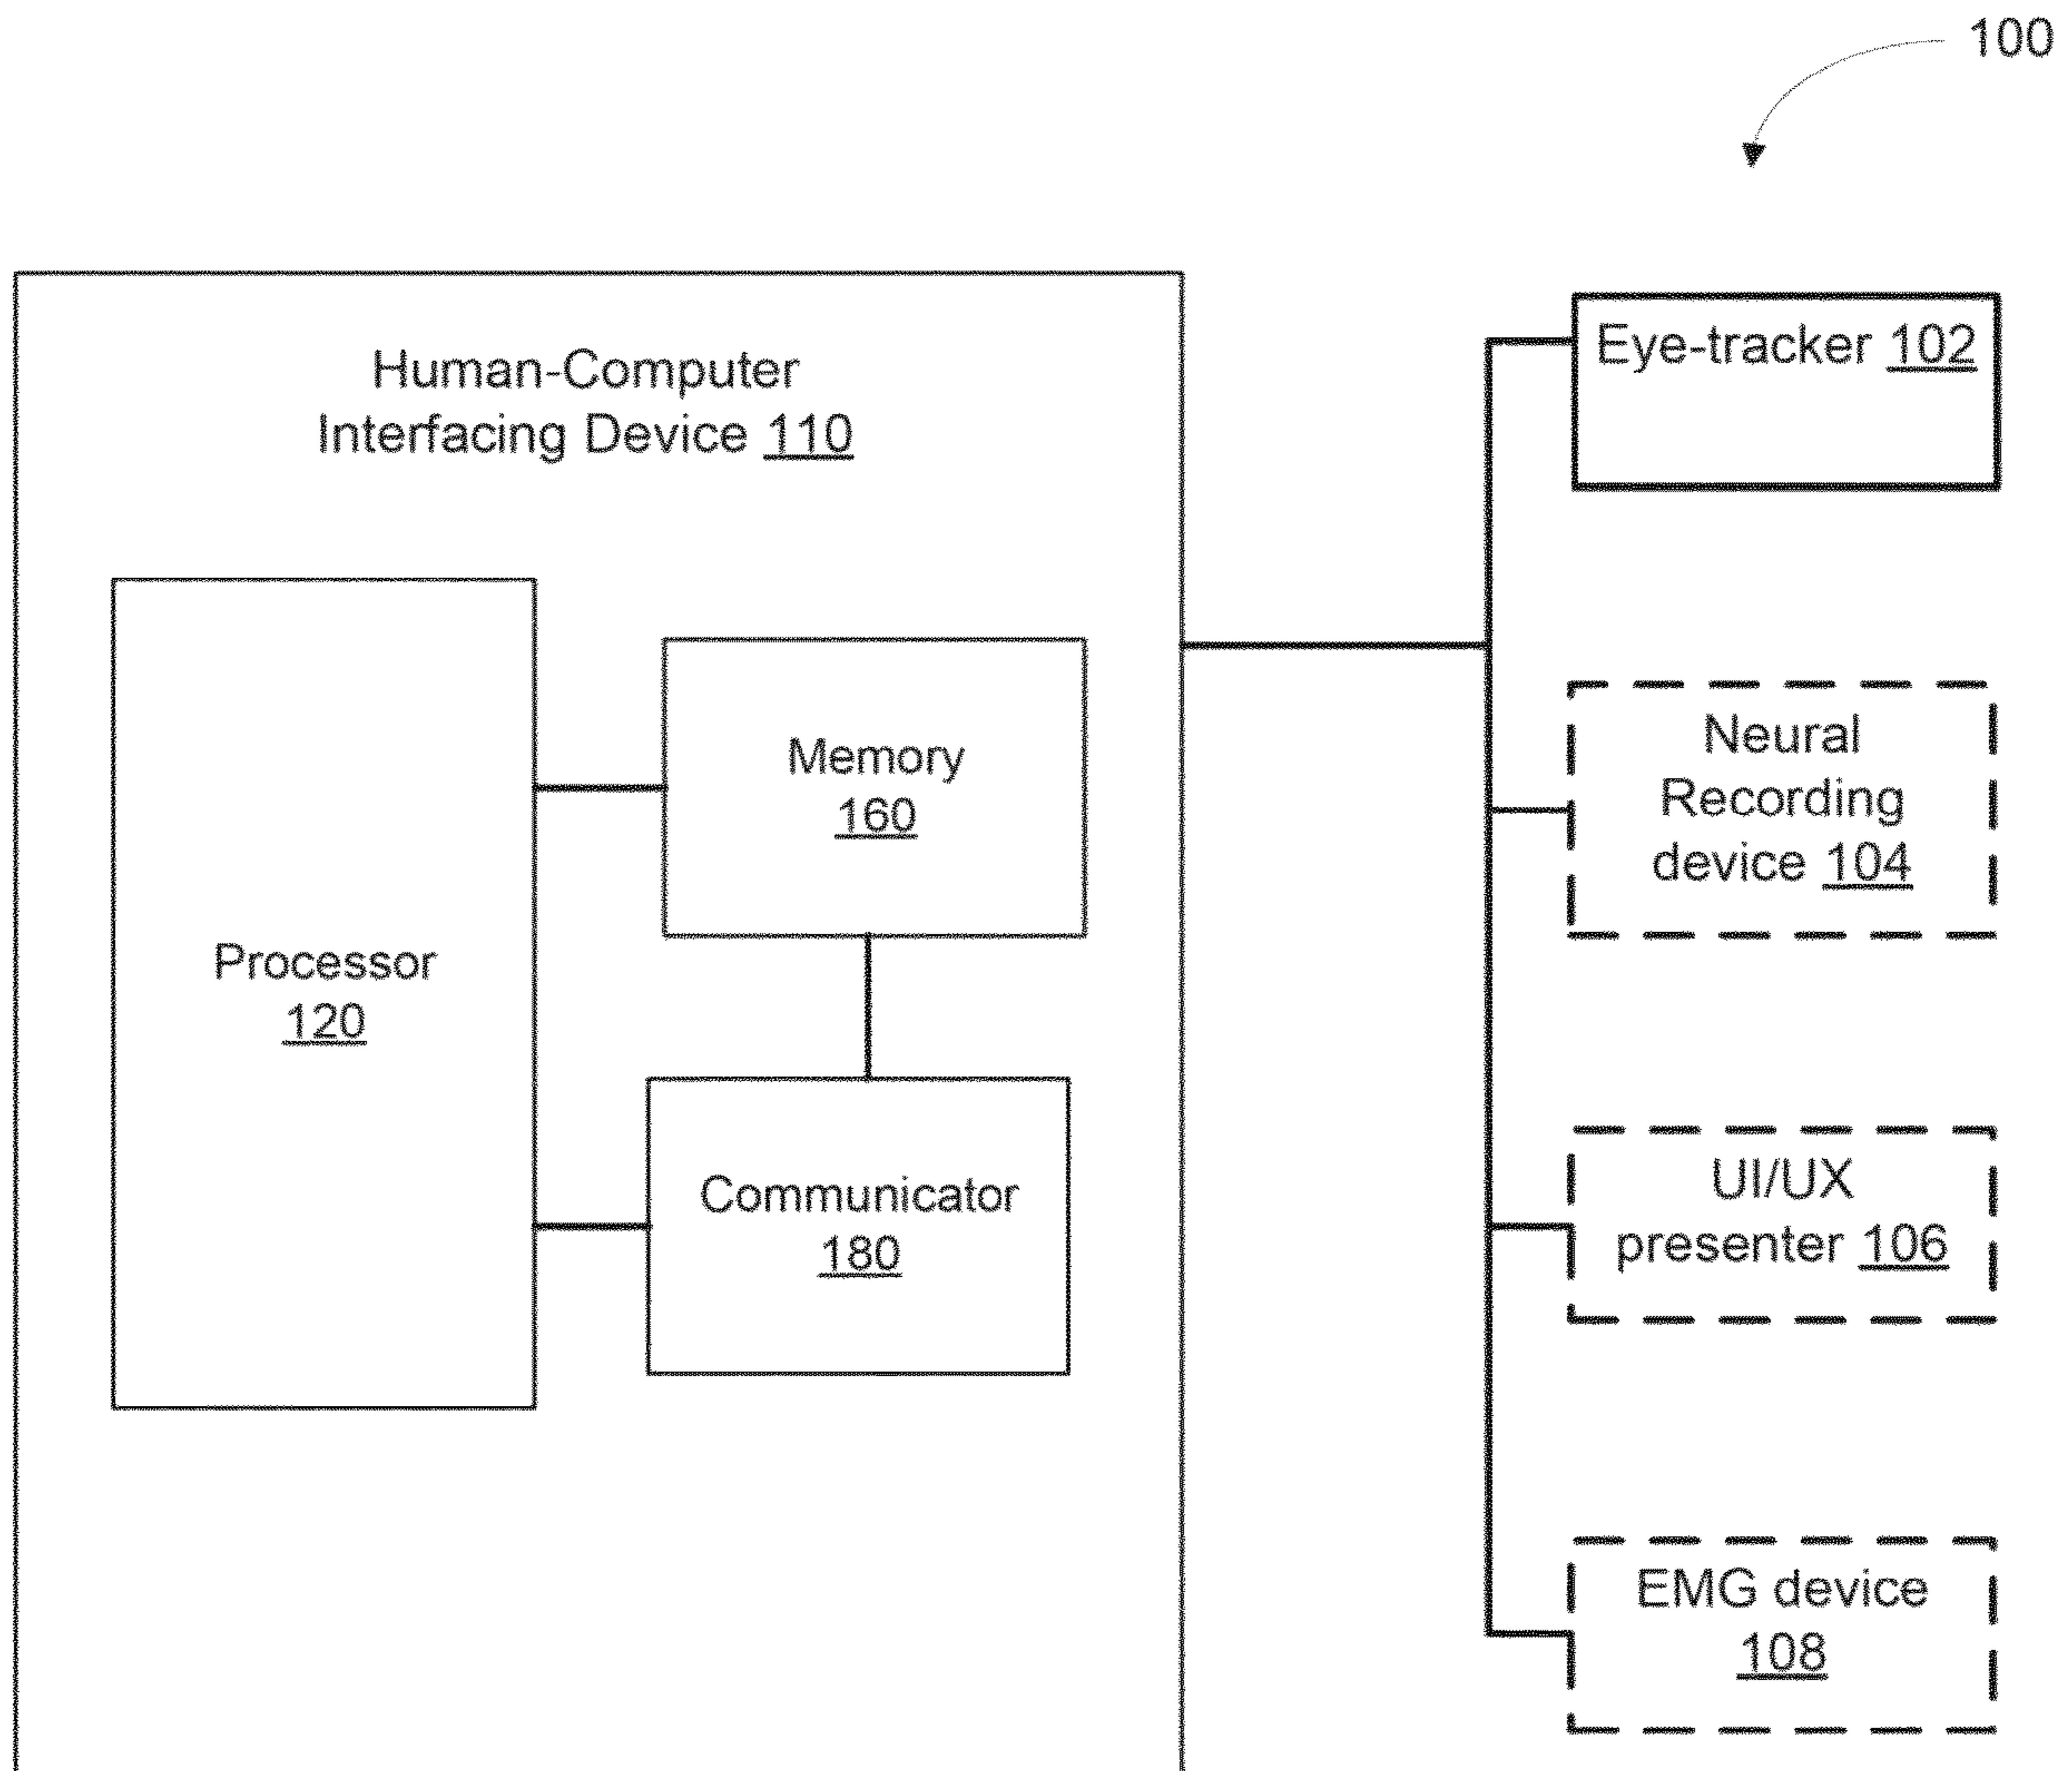 100
Human-Computer
Interfacing Device 110
Processor
120
Memory
160
Communicator
180
Eye-tracker 102
Neural
Recording
device 104
UI/UX
presenter 106
EMG device
108